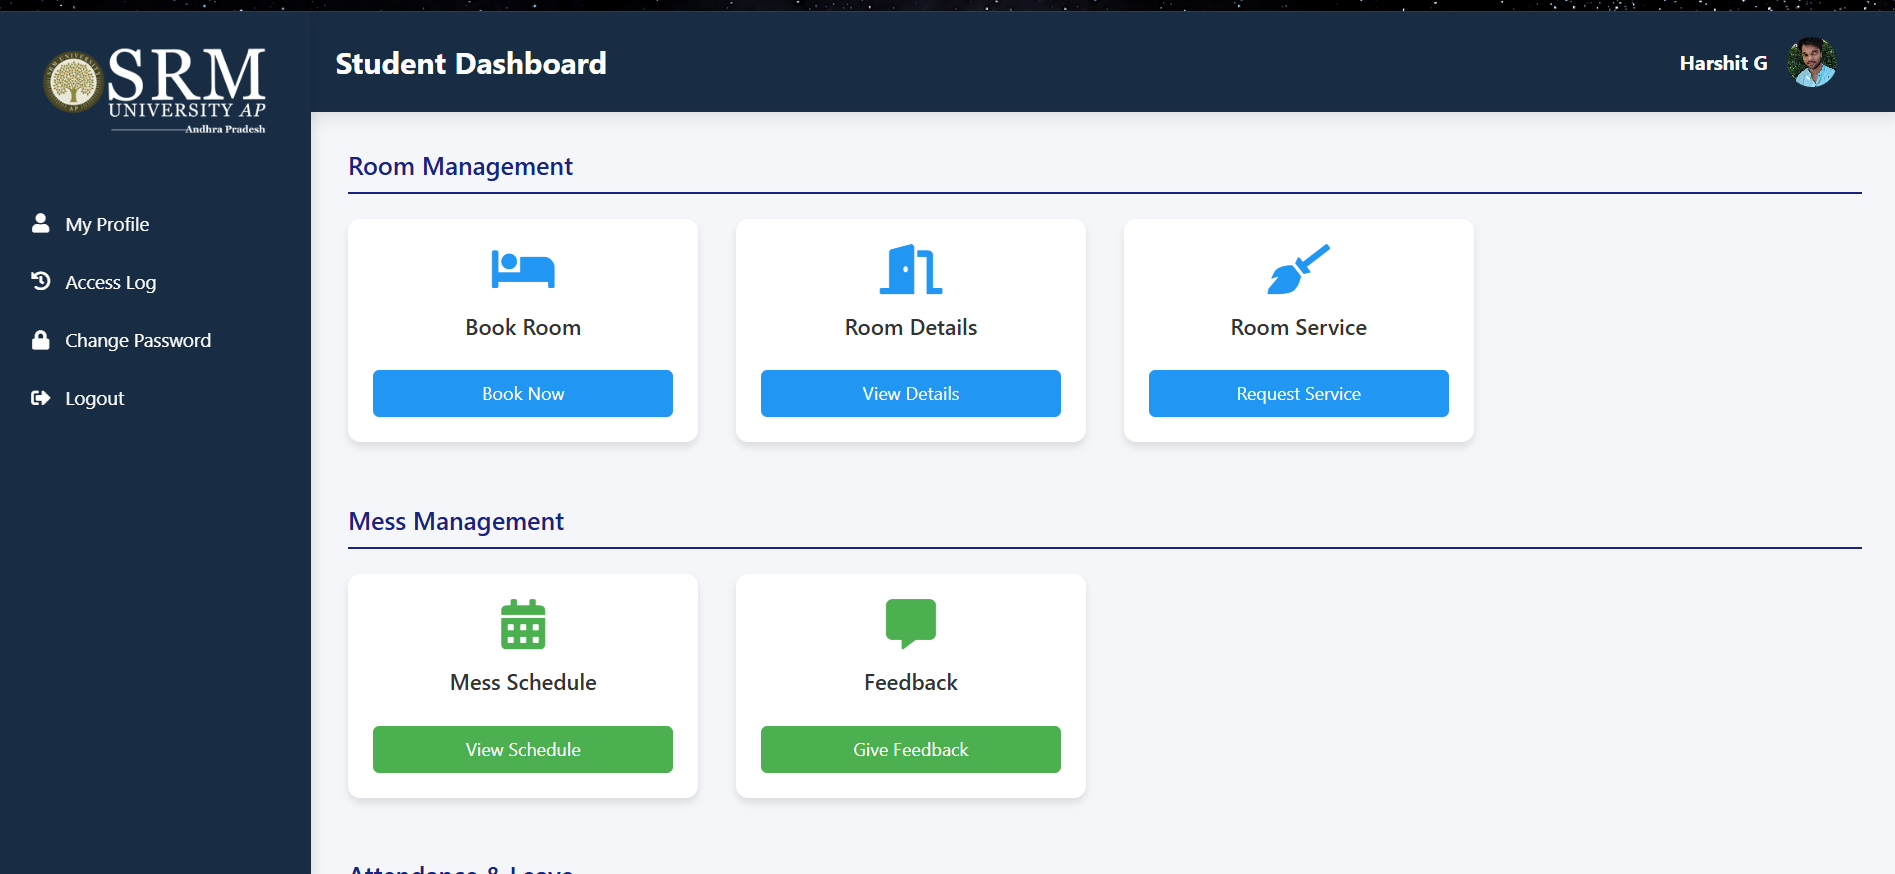 SRM
UNIVERSITY AP
Andhra Pradesh
Student Dashboard
Harshit G
My Profile
Access Log
Change Password
Logout
Room Management
Book Room
Room Details
Room Service
Book Now
View Details
Request Service
Mess Management
Mess Schedule
Feedback
View Schedule
Give Feedback
Attendance & Leave